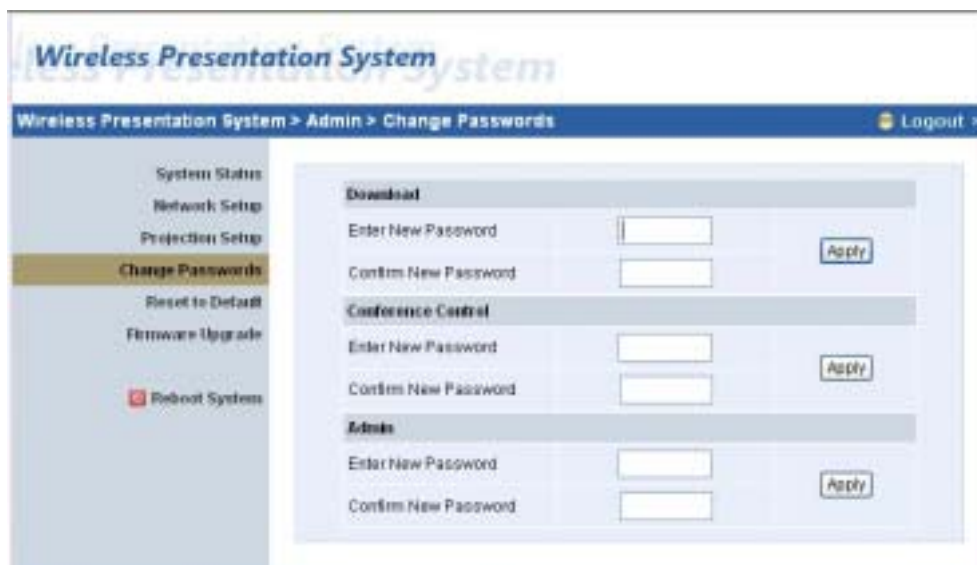 Wireless Presentation System
Wireless Presentation System > Admin > Change Passwords
Logout >
System Status
Network Setup
Projection Setup
Change Passwords
Reset to Default
Firmware Upgrade
Reboot System
Download
Enter New Password
Confirm New Password
Apply
Conference Control
Enter New Password
Confirm New Password
Apply
Admin
Enter New Password
Confirm New Password
Apply